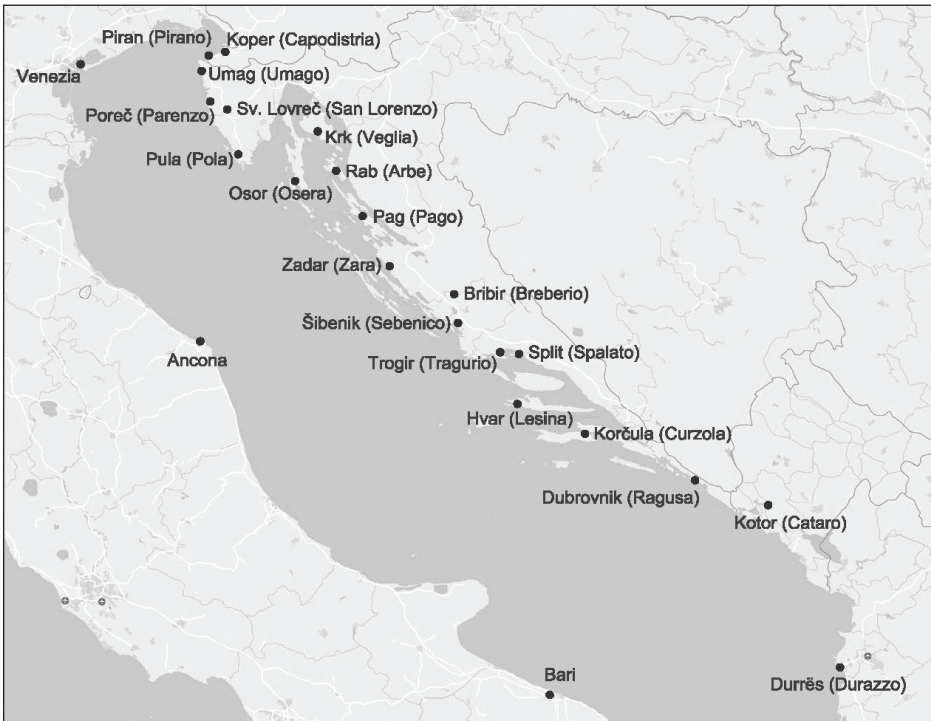 Piran (Pirano)
Koper (Capodistria)
Venezia
Umag (Umago)
Poreč (Parenzo)
Sv. Lovreč (San Lorenzo)
Krk (Veglia)
Pula (Pola)
Rab (Arbe)
Osor (Osera)
Pag (Pago)
Zadar (Zara)
Bribir (Breberio)
Šibenik (Sebenico)
Ancona
Trogir (Tragurio)
Split (Spalato)
Hvar (Lesina)
Korčula (Curzola)
Dubrovnik (Ragusa)
Kotor (Cataro)
Bari
Durrës (Durazzo)